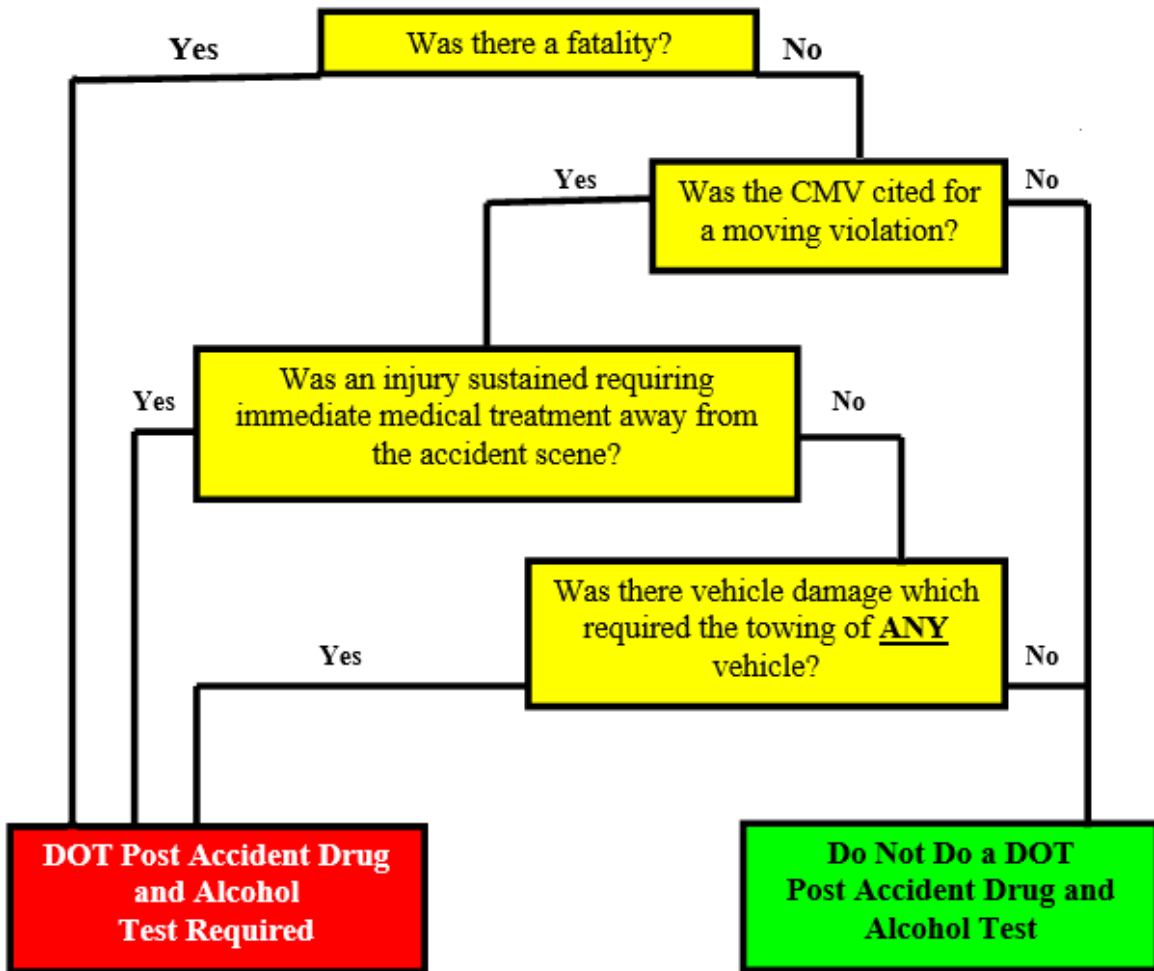 Was there a fatality?
Yes
No
Was the CMV cited for
a moving violation?
Yes
No
Was an injury sustained requiring
immediate medical treatment away from
the accident scene?
Yes
No
Was there vehicle damage which
required the towing of ANY
vehicle?
Yes
No
DOT Post Accident Drug
and Alcohol
Test Required
Do Not Do a DOT
Post Accident Drug and
Alcohol Test